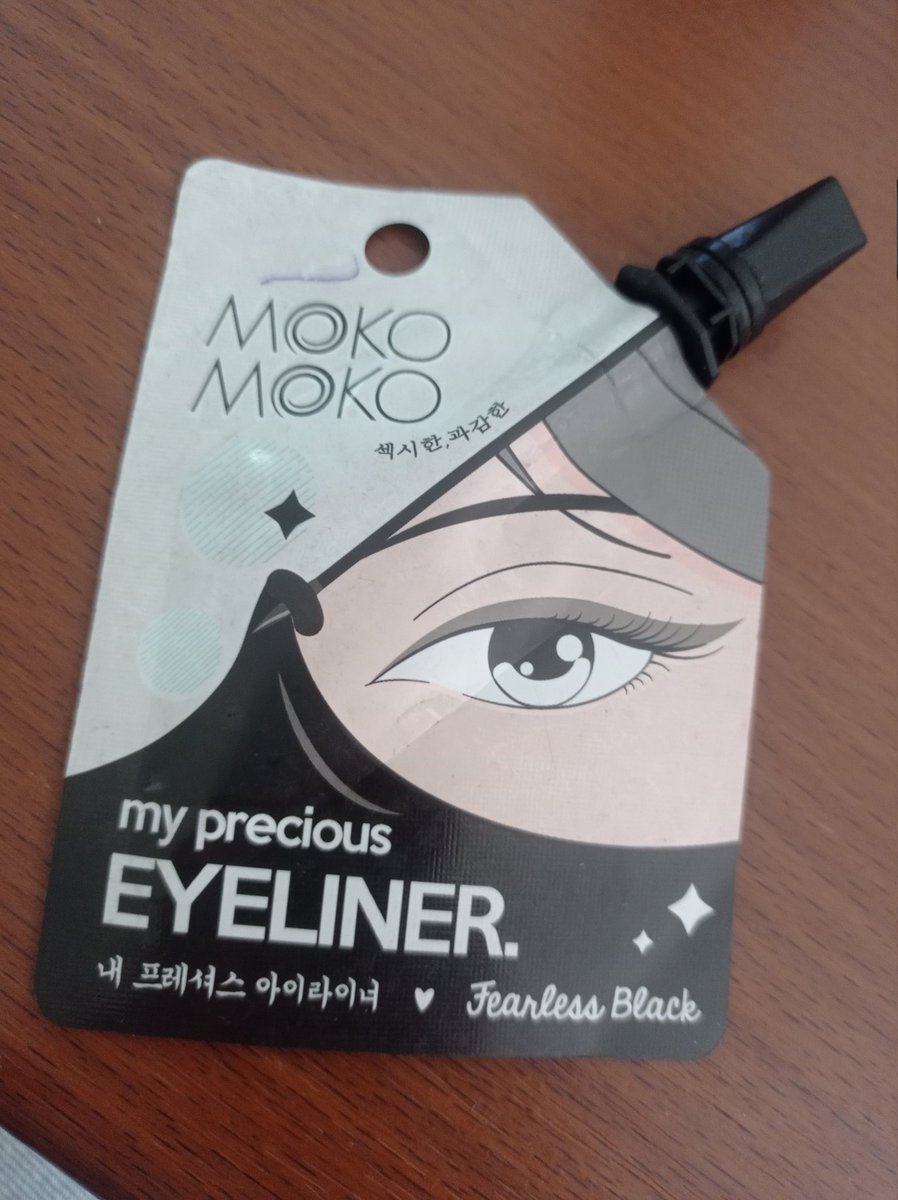 MOKO
MOKO
섹시한, 과감한
my precious
EYELINER.
내 프레셔스 아이라이너
Fearless Black